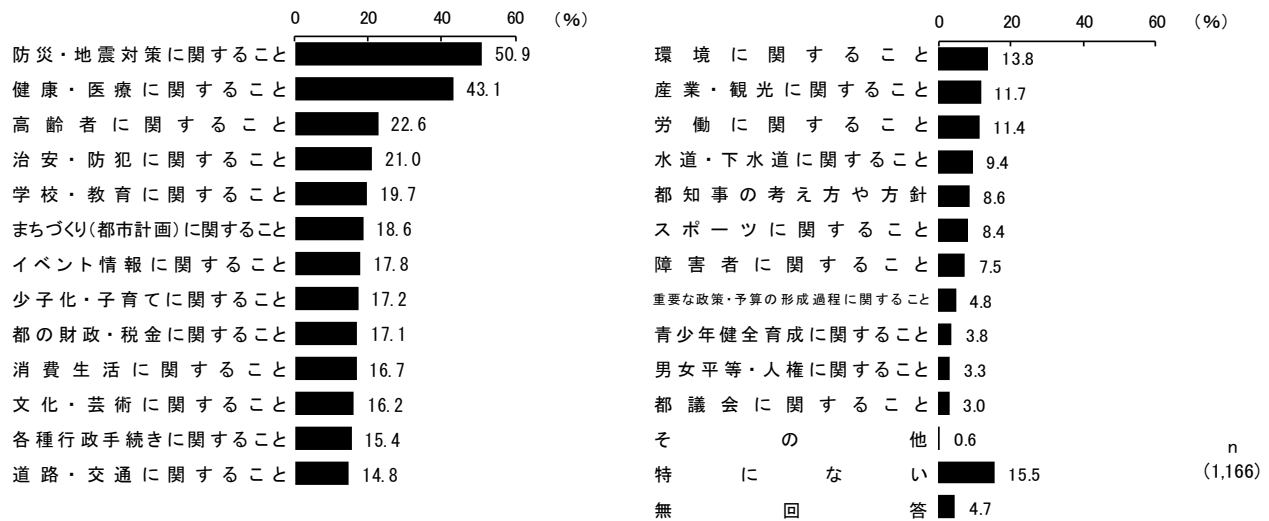 0 20 40 60 (%)
防災・地震対策に関すること 50.9
健康・医療に関すること 43.1
高齢者に関すること 22.6
治安・防犯に関すること 21.0
学校・教育に関すること 19.7
まちづくり(都市計画)に関すること 18.6
イベント情報に関すること 17.8
少子化・子育てに関すること 17.2
都の財政・税金に関すること 17.1
消費生活に関すること 16.7
文化・芸術に関すること 16.2
各種行政手続きに関すること 15.4
道路・交通に関すること 14.8
0 20 40 60 (%)
環境に関すること 13.8
産業・観光に関すること 11.7
労働に関すること 11.4
水道・下水道に関すること 9.4
都知事の考え方や方針 8.6
スポーツに関すること 8.4
障害者に関すること 7.5
重要な政策・予算の形成過程に関すること 4.8
青少年健全育成に関すること 3.8
男女平等・人権に関すること 3.3
都議会に関すること 3.0
その他 0.6
特にない 15.5
無回答 4.7
n
(1,166)